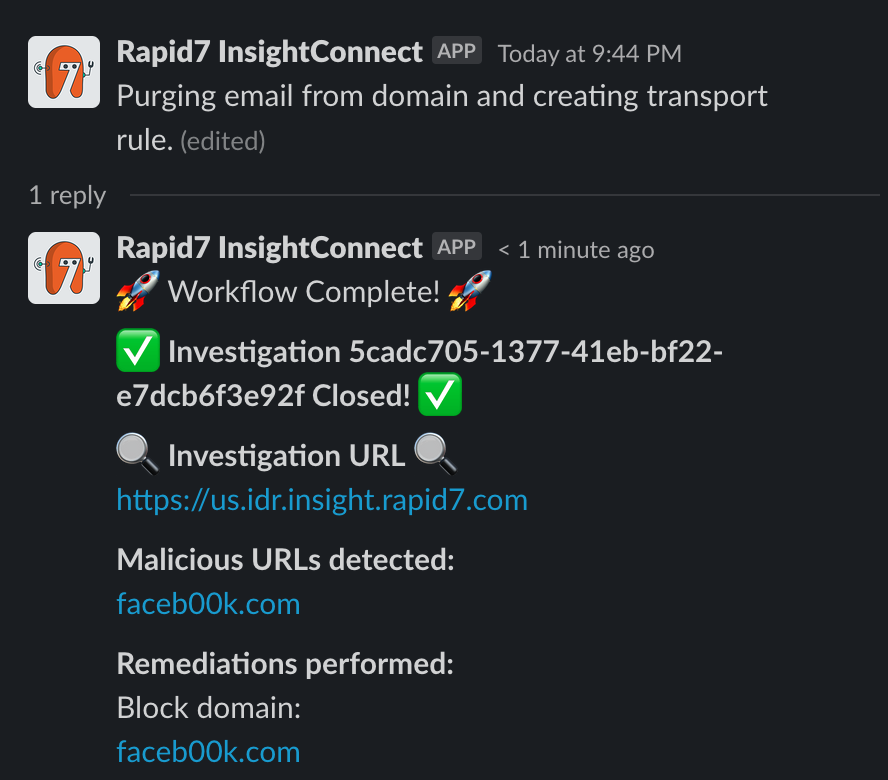 Rapid7 InsightConnect APP Today at 9:44 PM
Purging email from domain and creating transport
rule. (edited)
1 reply
Rapid7 InsightConnect APP < 1 minute ago
🚀 Workflow Complete! 🚀
✅ Investigation 5cadc705-1377-41eb-bf22-
e7dcb6f3e92f Closed! ✅
🔍 Investigation URL 🔍
https://us.idr.insight.rapid7.com
Malicious URLs detected:
faceb00k.com
Remediations performed:
Block domain:
faceb00k.com